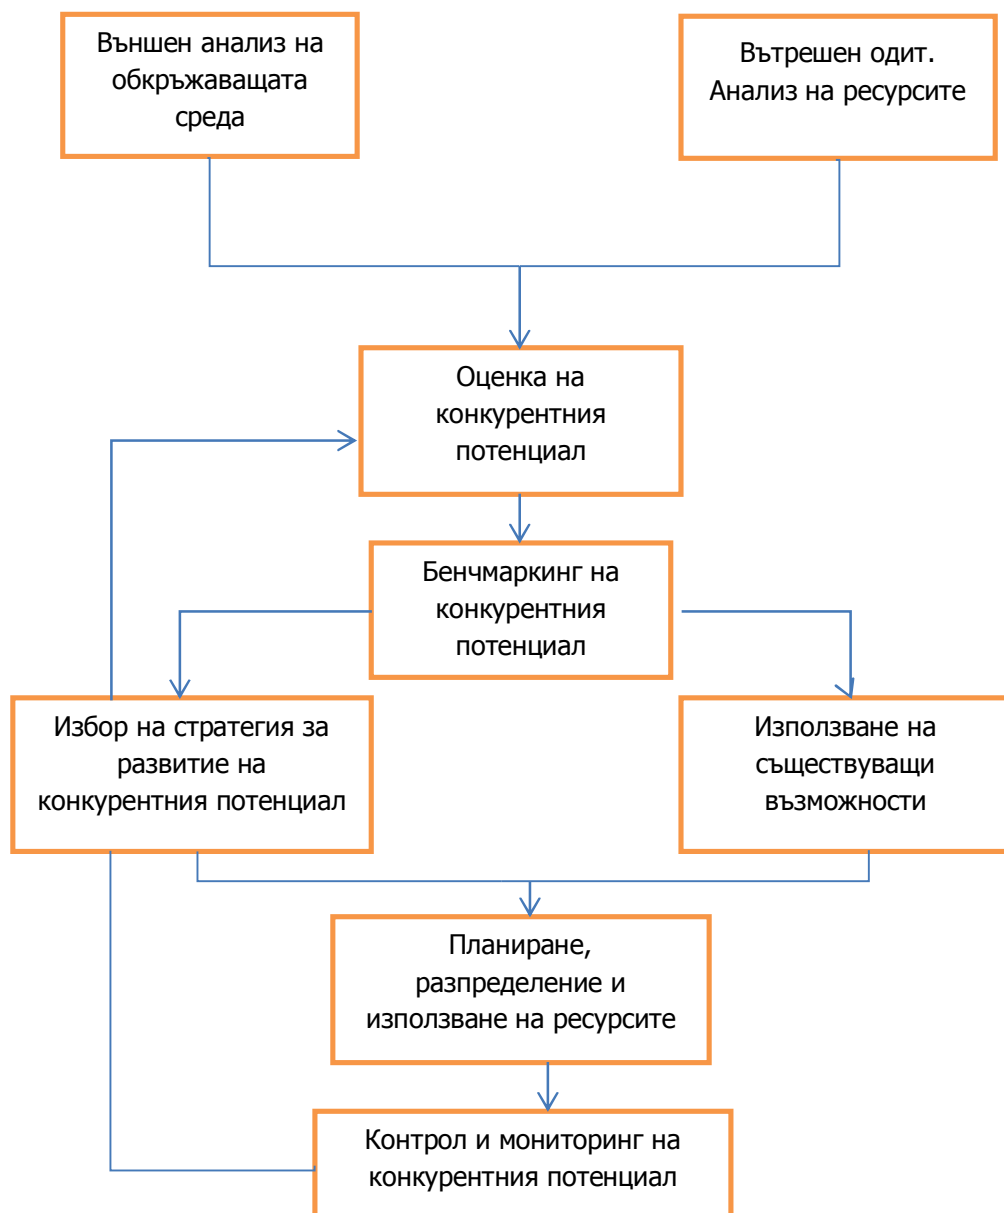 Външен анализ на
обкръжаващата
среда
Вътрешен одит.
Анализ на ресурсите
Оценка на
конкурентния
потенциал
Бенчмаркинг на
конкурентния
потенциал
Избор на стратегия за
развитие на
конкурентния потенциал
Използване на
съществуващи
възможности
Планиране,
разпределение и
използване на ресурсите
Контрол и мониторинг на
конкурентния потенциал